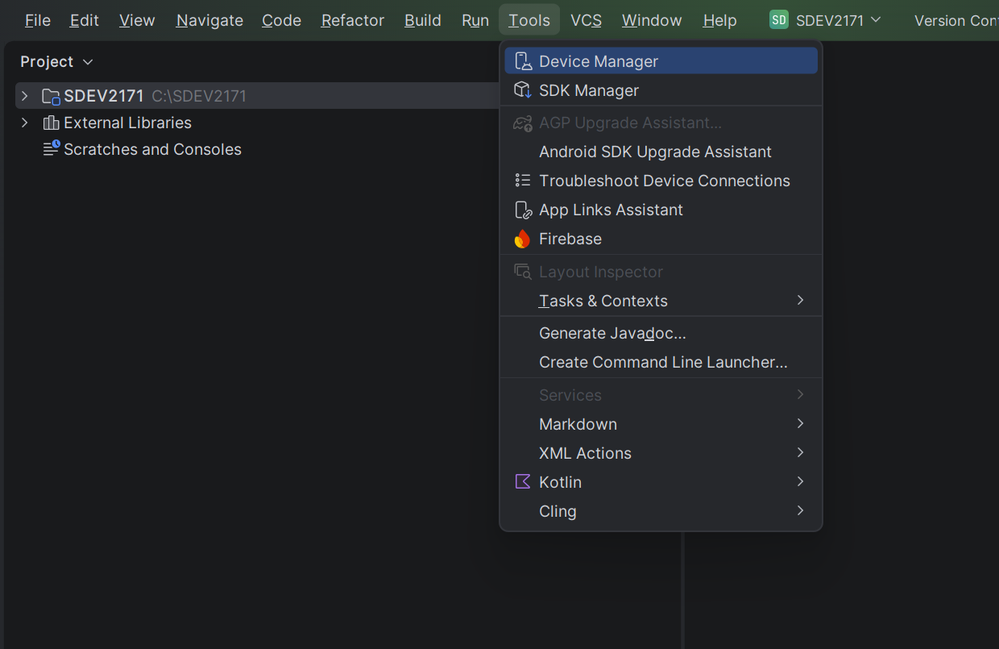 File Edit View Navigate Code Refactor Build Run Tools VCS Window Help SD SDEV2171 Version Con
Project
SDEV2171 C:\SDEV2171
External Libraries
Scratches and Consoles
Device Manager
SDK Manager
AGP Upgrade Assistant...
Android SDK Upgrade Assistant
Troubleshoot Device Connections
App Links Assistant
Firebase
Layout Inspector
Tasks & Contexts
Generate Javadoc...
Create Command Line Launcher...
Services
Markdown
XML Actions
Kotlin
Cling